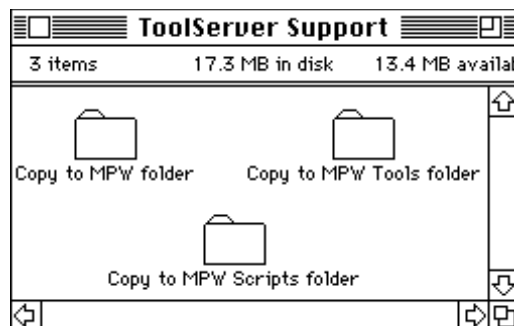 ToolServer Support
3 items 17.3 MB in disk 13.4 MB availab
Copy to MPW folder Copy to MPW Tools folder
Copy to MPW Scripts folder